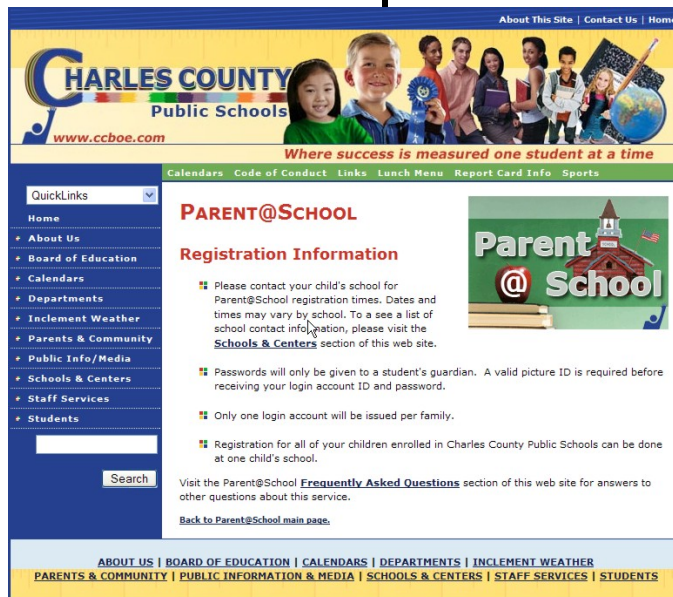 About This Site | Contact Us | Home
CHARLES COUNTY
Public Schools
www.ccboe.com
Where success is measured one student at a time
Calendars Code of Conduct Links Lunch Menu Report Card Info Sports
QuickLinks
Home
About Us
Board of Education
Calendars
Departments
Inclement Weather
Parents & Community
Public Info/Media
Schools & Centers
Staff Services
Students
Search
PARENT@SCHOOL
Parent
@ School
Registration Information
Please contact your child's school for
Parent@School registration times. Dates and
times may vary by school. To a see a list of
school contact information, please visit the
Schools & Centers section of this web site.
Passwords will only be given to a student's guardian. A valid picture ID is required before
receiving your login account ID and password.
Only one login account will be issued per family.
Registration for all of your children enrolled in Charles County Public Schools can be done
at one child's school.
Visit the Parent@School Frequently Asked Questions section of this web site for answers to
other questions about this service.
Back to Parent@School main page.
ABOUT US | BOARD OF EDUCATION | CALENDARS | DEPARTMENTS | INCLEMENT WEATHER
PARENTS & COMMUNITY | PUBLIC INFORMATION & MEDIA | SCHOOLS & CENTERS | STAFF SERVICES | STUDENTS